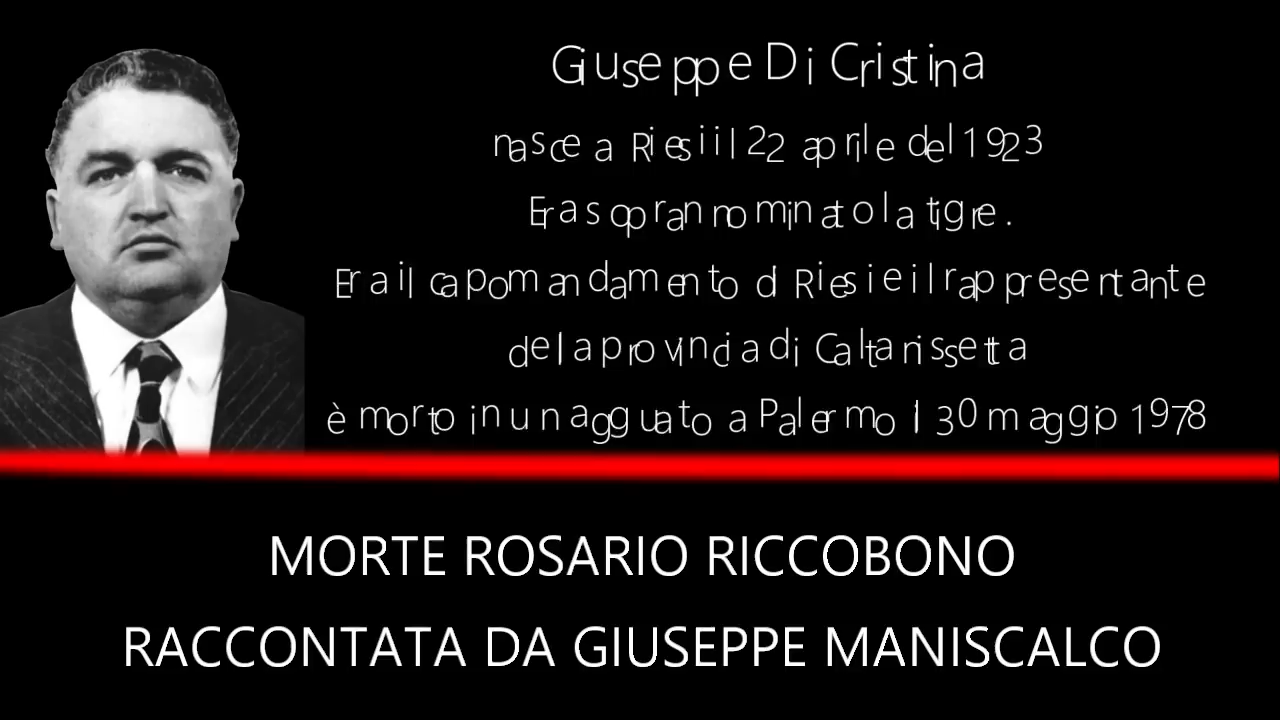 Giuseppe Di Cristina
nasce a Riesi il 22 aprile del 1923
Era soprannominato la tigre.
Era il capomandamento di Riesi e il rappresentante
dela provincia di Caltanissetta
è morto in un agguato a Palermo il 30 maggio 1978
MORTE ROSARIO RICCOBONO
RACCONTATA DA GIUSEPPE MANISCALCO